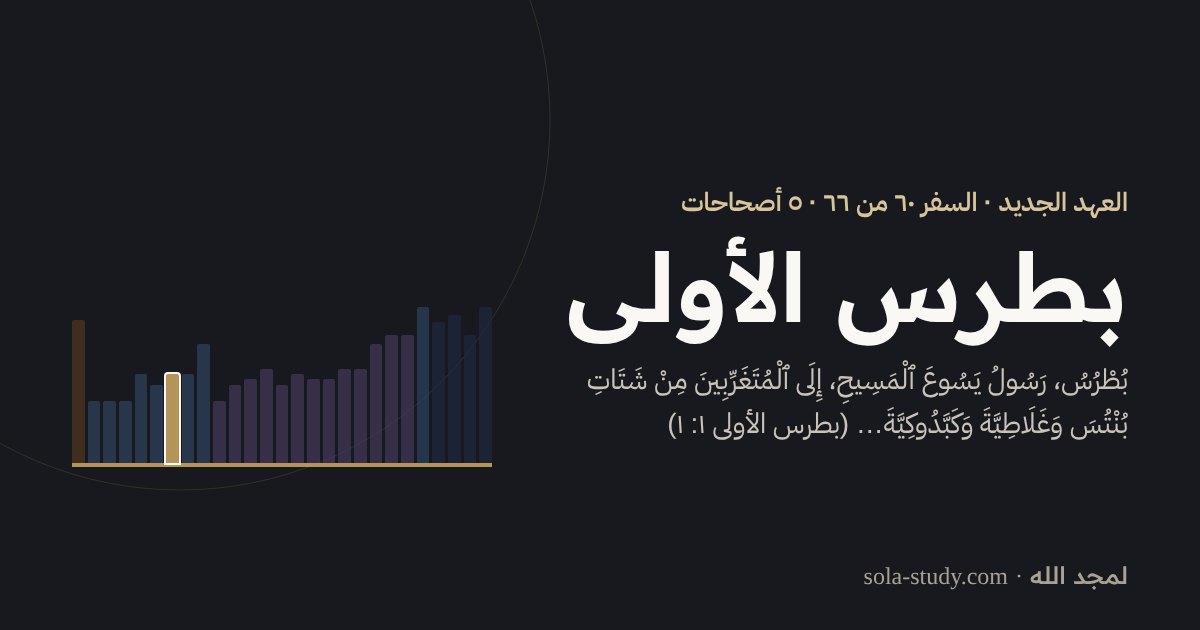 العهد الجديد · السفر ٦٠ من ٦٦ · ٥ أصحاحات
بطرس الأولى
بُطْرُسُ، رَسُولُ يَسُوعَ ٱلْمَسِيحِ، إِلَى ٱلْمُتَغَرِّبِينَ مِنْ شَتَاتِ
بُنْتُسَ وَغَلَاطِيَّةَ وَكَبَّدُوكِيَّةَ… (بطرس الأولى ١: ١)
لمجد الله · sola-study.com